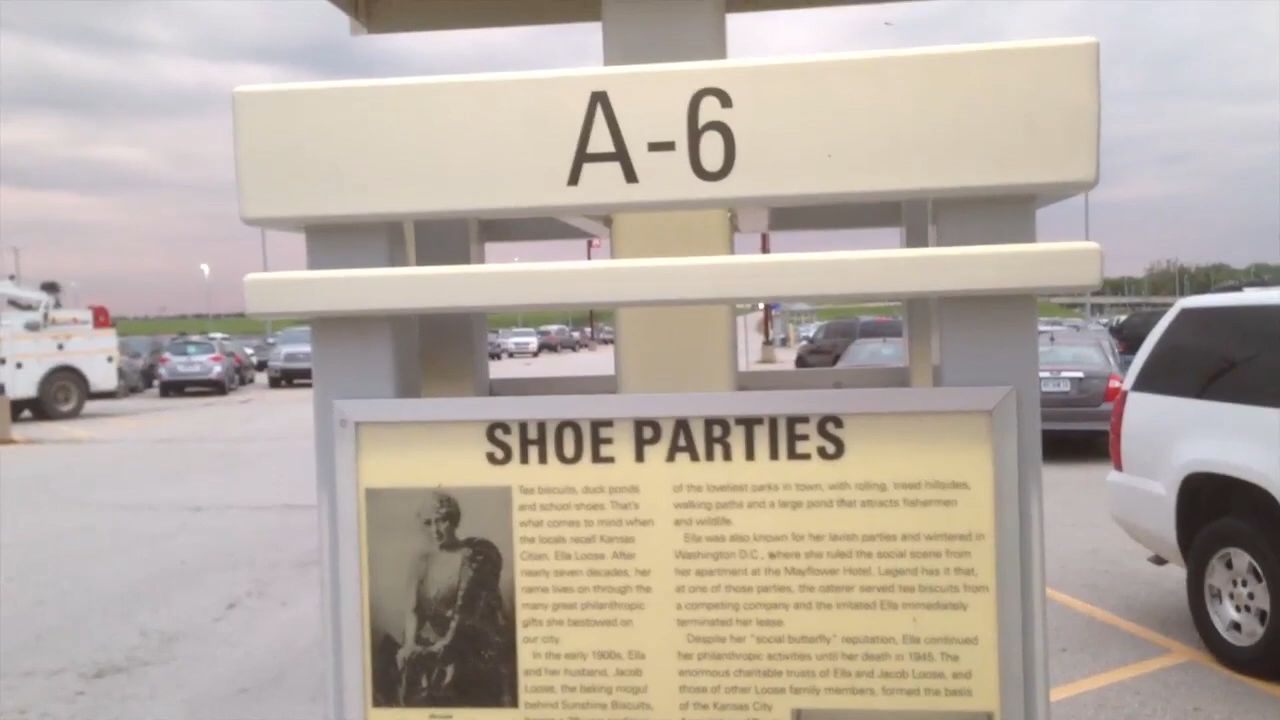 A-6
SHOE PARTIES
Tea biscuits, duck ponds
and school shoes. That's
what comes to mind when
the locals recall Kansas
Citian, Ella Loose. After
nearly seven decades, her
name lives on through the
many great philanthropic
gifts she bestowed on
our city.
In the early 1900s, Ella
and her husband, Jacob
Loose, the baking mogul
behind Sunshine Biscuits,
of the loveliest parks in town, with rolling, treed hillsides,
walking paths and a large pond that attracts fishermen
and wildlife.
Ella was also known for her lavish parties and wintered in
Washington D.C., where she ruled the social scene from
her apartment at the Mayflower Hotel. Legend has it that,
at one of those parties, the caterer served tea biscuits from
a competing company and the irritated Ella immediately
terminated her lease.
Despite her "social butterfly" reputation, Ella continued
her philanthropic activities until her death in 1945. The
enormous charitable trusts of Ella and Jacob Loose, and
those of other Loose family members, formed the basis
of the Kansas City